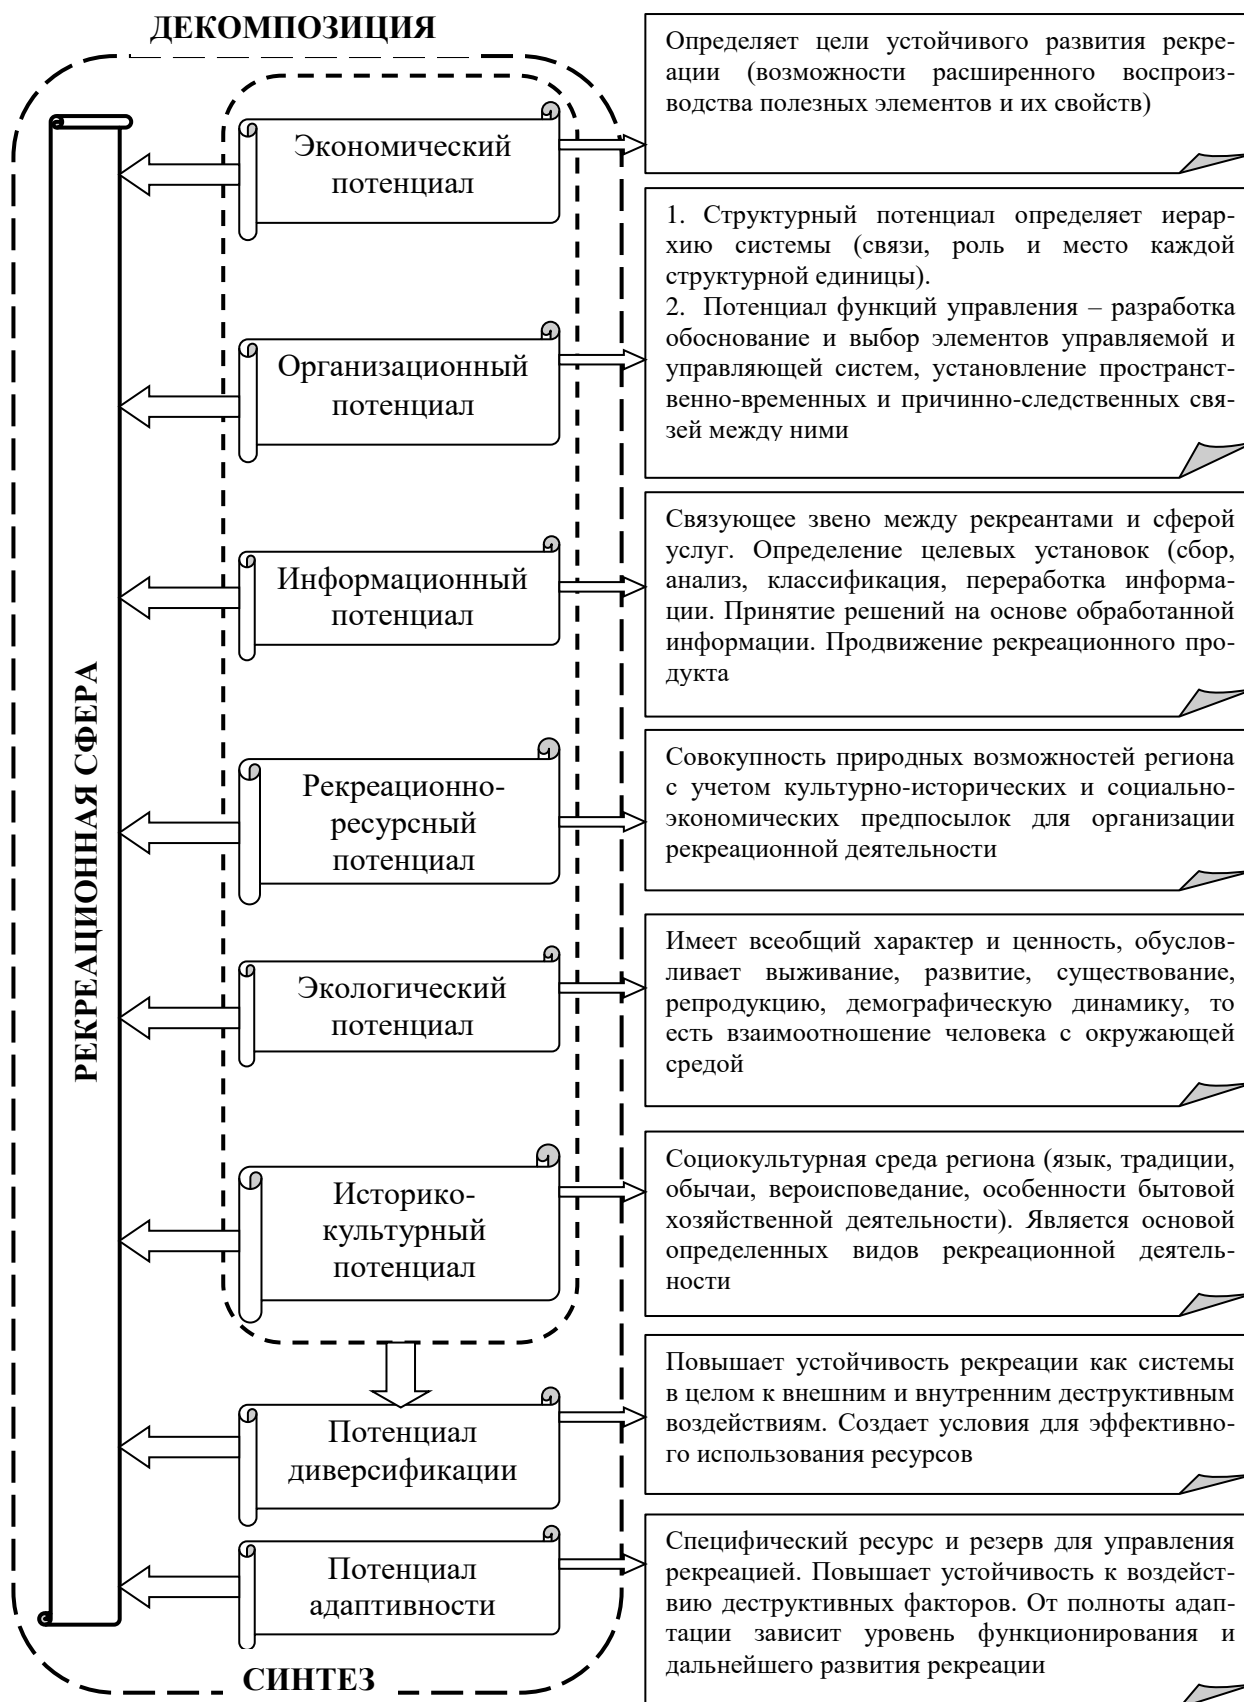 ДЕКОМПОЗИЦИЯ
РЕКРЕАЦИОННАЯ СФЕРА
Экономический
потенциал
Определяет цели устойчивого развития рекре-
ации (возможности расширенного воспроиз-
водства полезных элементов и их свойств)
Организационный
потенциал
1. Структурный потенциал определяет иерар-
хию системы (связи, роль и место каждой
структурной единицы).
2. Потенциал функций управления – разработка
обоснование и выбор элементов управляемой и
управляющей систем, установление пространст-
венно-временных и причинно-следственных свя-
зей между ними
Информационный
потенциал
Связующее звено между рекреантами и сферой
услуг. Определение целевых установок (сбор,
анализ, классификация, переработка информа-
ции. Принятие решений на основе обработанной
информации. Продвижение рекреационного про-
дукта
Рекреационно-
ресурсный
потенциал
Совокупность природных возможностей региона
с учетом культурно-исторических и социально-
экономических предпосылок для организации
рекреационной деятельности
Экологический
потенциал
Имеет всеобщий характер и ценность, обуслов-
ливает выживание, развитие, существование,
репродукцию, демографическую динамику, то
есть взаимоотношение человека с окружающей
средой
Историко-
культурный
потенциал
Социокультурная среда региона (язык, традиции,
обычаи, вероисповедание, особенности бытовой
хозяйственной деятельности). Является основой
определенных видов рекреационной деятель-
ности
Потенциал
диверсификации
Повышает устойчивость рекреации как системы
в целом к внешним и внутренним деструктивным
воздействиям. Создает условия для эффективно-
го использования ресурсов
Потенциал
адаптивности
Специфический ресурс и резерв для управления
рекреацией. Повышает устойчивость к воздейст-
вию деструктивных факторов. От полноты адап-
тации зависит уровень функционирования и
дальнейшего развития рекреации
СИНТЕЗ